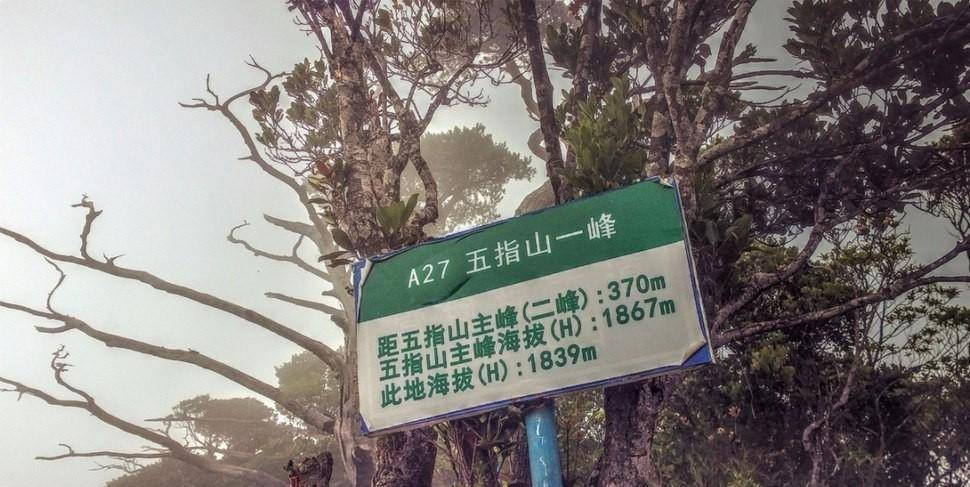 A27 五指山一峰
距五指山主峰(二峰):370m
五指山主峰海拔(H):1867m
此地海拔(H):1839m